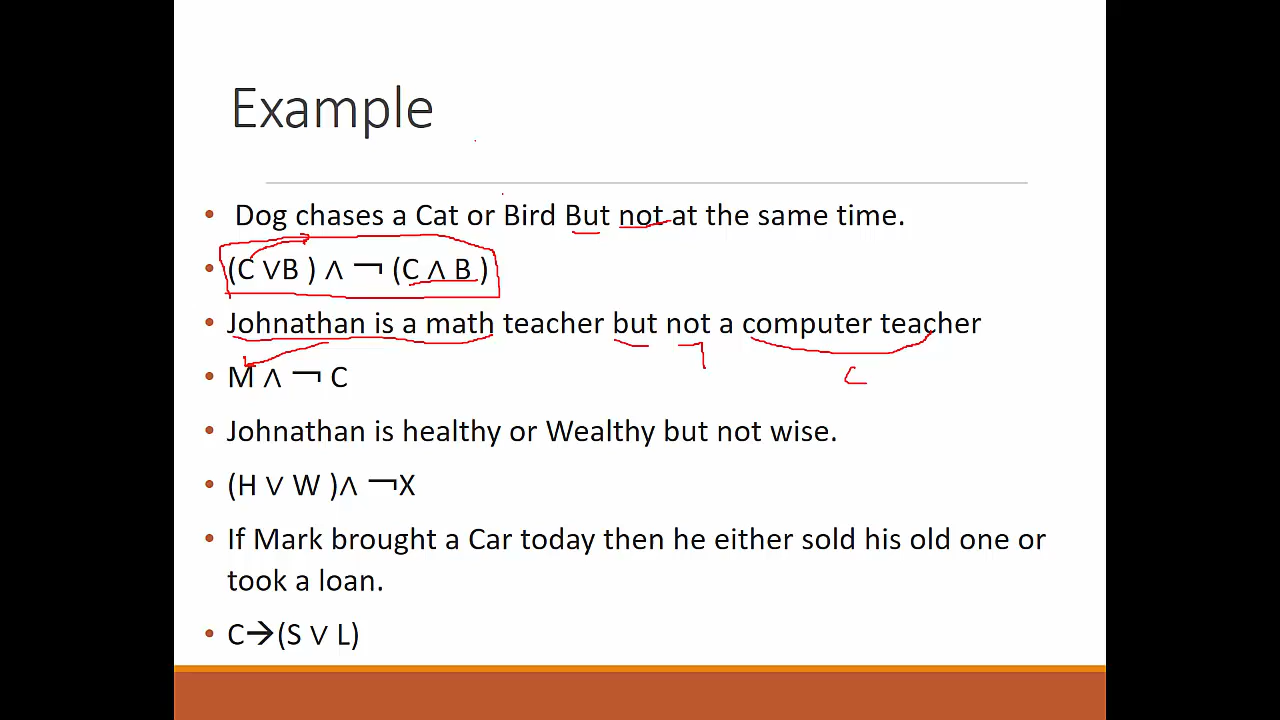 Example
• Dog chases a Cat or Bird But not at the same time.
• (C ∨B ) ∧ ¬ (C ∧ B )
• Johnathan is a math teacher but not a computer teacher
¬
C
• M ∧ ¬ C
• Johnathan is healthy or Wealthy but not wise.
• (H ∨ W )∧ ¬X
• If Mark brought a Car today then he either sold his old one or
took a loan.
• C→(S ∨ L)